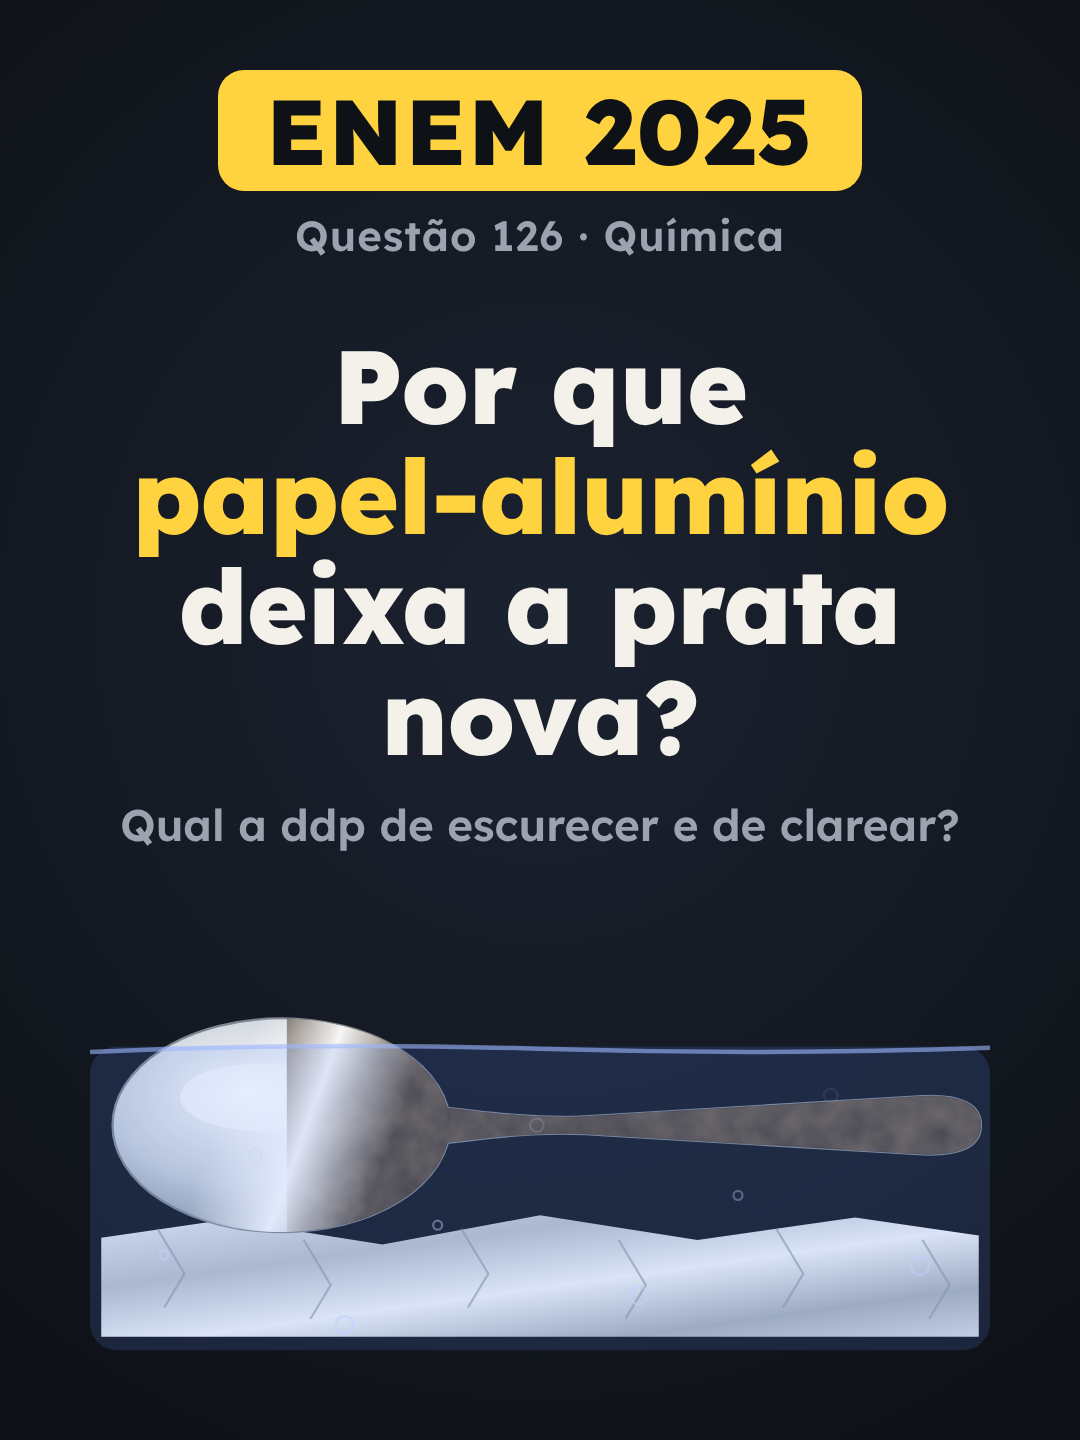 ENEM 2025
Questão 126 · Química
Por que
papel-alumínio
deixa a prata
nova?
Qual a ddp de escurecer e de clarear?